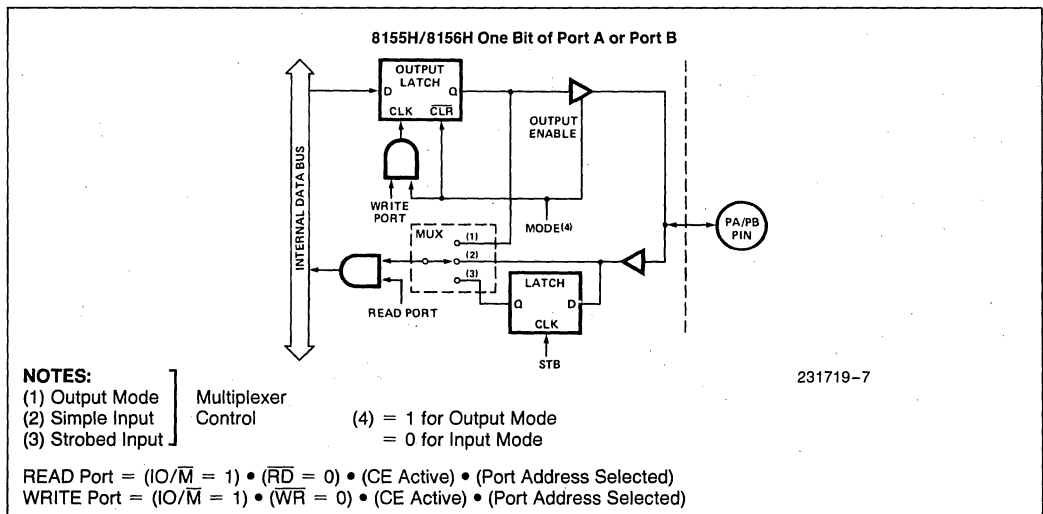 8155H/8156H One Bit of Port A or Port B
INTERNAL DATA BUS
OUTPUT
LATCH
D Q
CLK C̅L̅R̅
OUTPUT
ENABLE
WRITE
PORT
MODE(4)
MUX
(1)
(2)
(3)
READ PORT
LATCH
Q D
CLK
STB
PA/PB
PIN
231719-7
NOTES:
(1) Output Mode
(2) Simple Input
(3) Strobed Input
Multiplexer
Control
(4) = 1 for Output Mode
= 0 for Input Mode
READ Port = (IO/M̅ = 1) • (R̅D̅ = 0) • (CE Active) • (Port Address Selected)
WRITE Port = (IO/M̅ = 1) • (W̅R̅ = 0) • (CE Active) • (Port Address Selected)